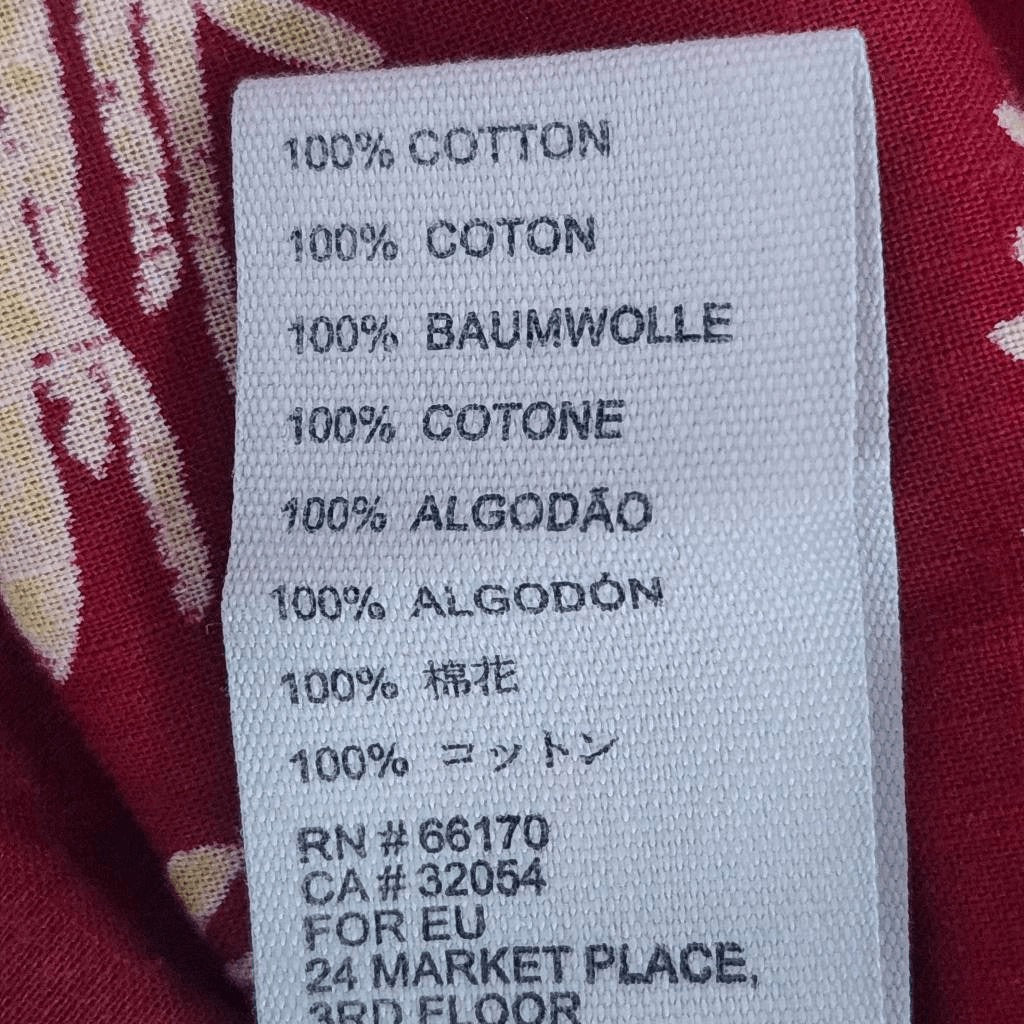 100% COTTON
100% COTON
100% BAUMWOLLE
100% COTONE
100% ALGODÃO
100% ALGODÓN
100% 棉花
100% コットン
RN # 66170
CA # 32054
FOR EU
24 MARKET PLACE,
3RD FLOOR